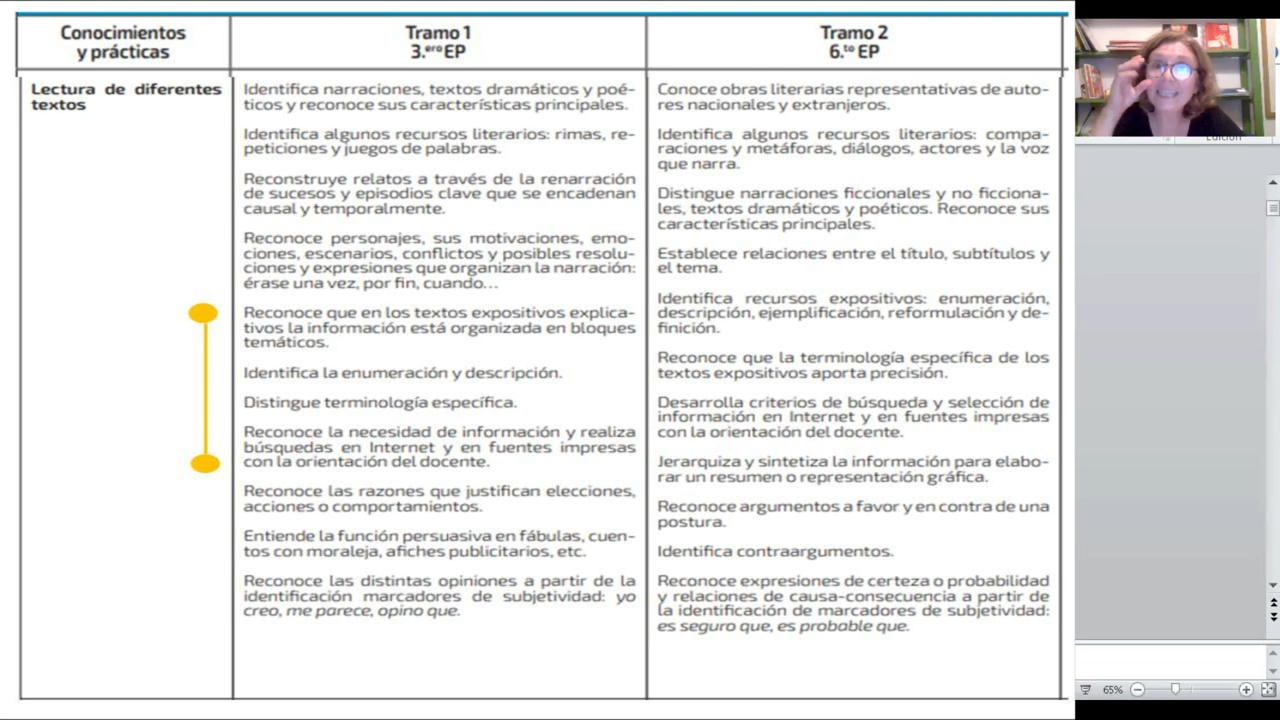 Conocimientos
y prácticas
Tramo 1
3.ero EP
Tramo 2
6.to EP
Lectura de diferentes
textos
Identifica narraciones, textos dramáticos y poé-
ticos y reconoce sus características principales.
Identifica algunos recursos literarios: rimas, re-
peticiones y juegos de palabras.
Reconstruye relatos a través de la renarración
de sucesos y episodios clave que se encadenan
causal y temporalmente.
Reconoce personajes, sus motivaciones, emo-
ciones, escenarios, conflictos y posibles resolu-
ciones y expresiones que organizan la narración:
érase una vez, por fin, cuando…
Reconoce que en los textos expositivos explica-
tivos la información está organizada en bloques
temáticos.
Identifica la enumeración y descripción.
Distingue terminología específica.
Reconoce la necesidad de información y realiza
búsquedas en Internet y en fuentes impresas
con la orientación del docente.
Reconoce las razones que justifican elecciones,
acciones o comportamientos.
Entiende la función persuasiva en fábulas, cuen-
tos con moraleja, afiches publicitarios, etc.
Reconoce las distintas opiniones a partir de la
identificación marcadores de subjetividad: yo
creo, me parece, opino que.
Conoce obras literarias representativas de auto-
res nacionales y extranjeros.
Identifica algunos recursos literarios: compa-
raciones y metáforas, diálogos, actores y la voz
que narra.
Distingue narraciones ficcionales y no ficciona-
les, textos dramáticos y poéticos. Reconoce sus
características principales.
Establece relaciones entre el título, subtítulos y
el tema.
Identifica recursos expositivos: enumeración,
descripción, ejemplificación, reformulación y de-
finición.
Reconoce que la terminología específica de los
textos expositivos aporta precisión.
Desarrolla criterios de búsqueda y selección de
información en Internet y en fuentes impresas
con la orientación del docente.
Jerarquiza y sintetiza la información para elabo-
rar un resumen o representación gráfica.
Reconoce argumentos a favor y en contra de una
postura.
Identifica contraargumentos.
Reconoce expresiones de certeza o probabilidad
y relaciones de causa-consecuencia a partir de
la identificación de marcadores de subjetividad:
es seguro que, es probable que.
Edición
65%